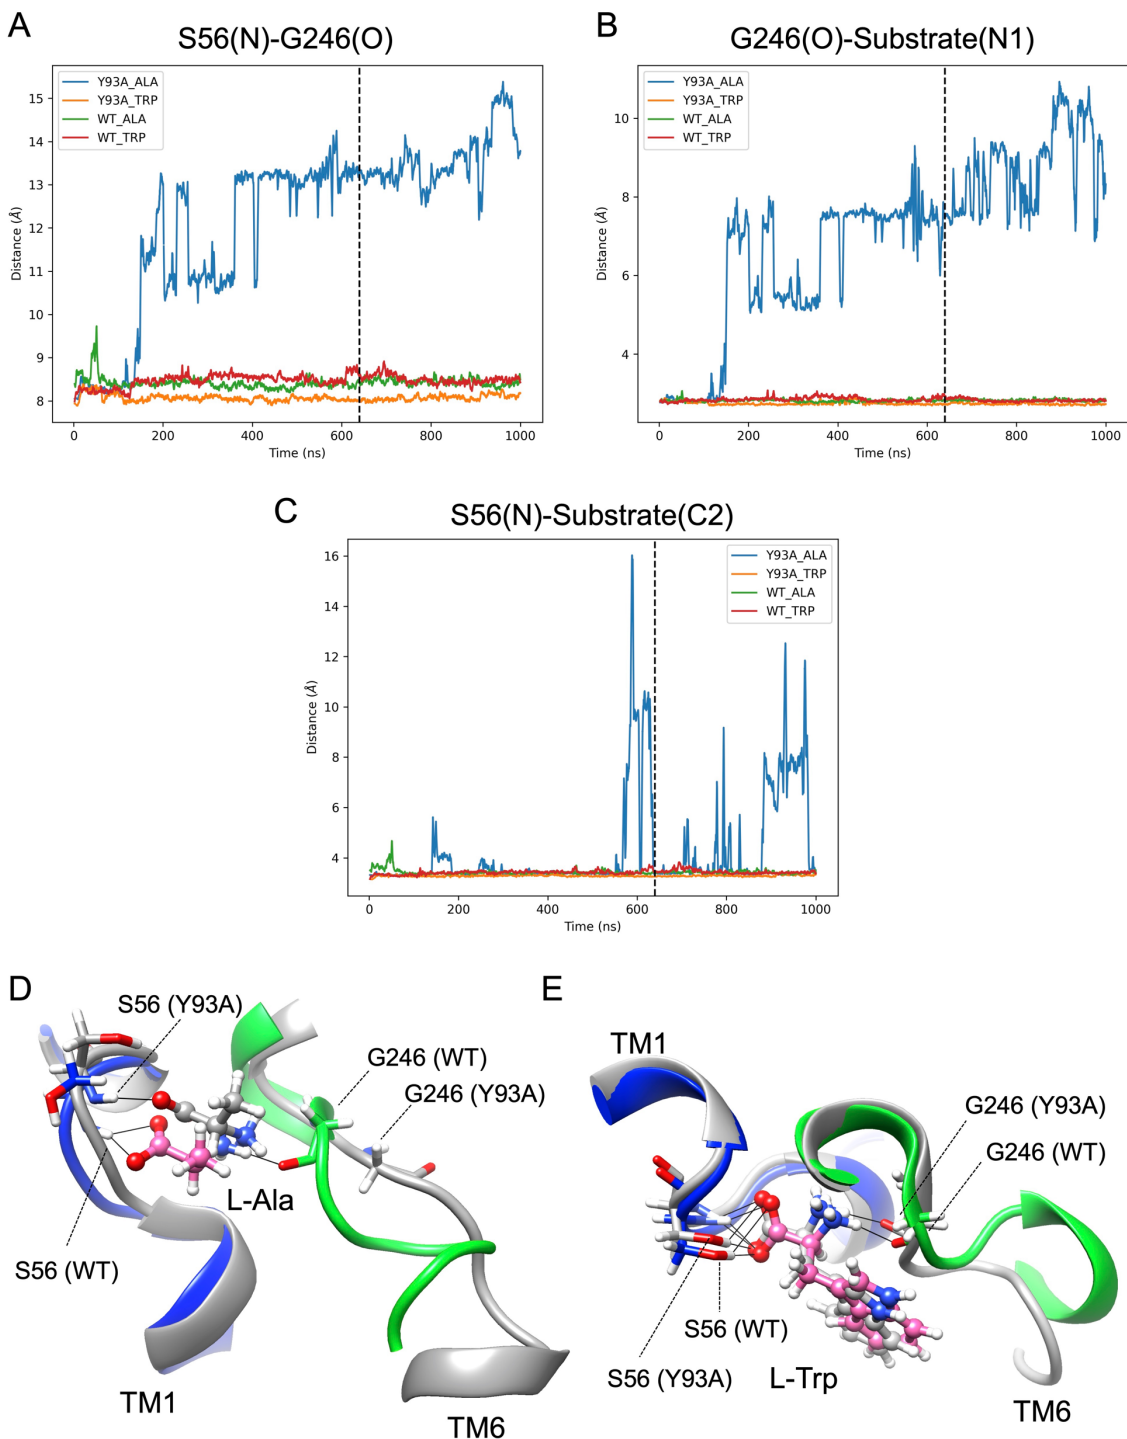 A
S56(N)-G246(O)
Y93A_ALA
Y93A_TRP
WT_ALA
WT_TRP
Distance (Å)
15
14
13
12
11
10
9
8
0 200 400 600 800 1000
Time (ns)
B
G246(O)-Substrate(N1)
Y93A_ALA
Y93A_TRP
WT_ALA
WT_TRP
Distance (Å)
10
8
6
4
0 200 400 600 800 1000
Time (ns)
C
S56(N)-Substrate(C2)
Y93A_ALA
Y93A_TRP
WT_ALA
WT_TRP
Distance (Å)
16
14
12
10
8
6
4
0 200 400 600 800 1000
Time (ns)
D
S56 (Y93A)
G246 (WT)
G246 (Y93A)
L-Ala
S56 (WT)
TM1
TM6
E
TM1
G246 (Y93A)
G246 (WT)
S56 (WT)
S56 (Y93A)
L-Trp
TM6